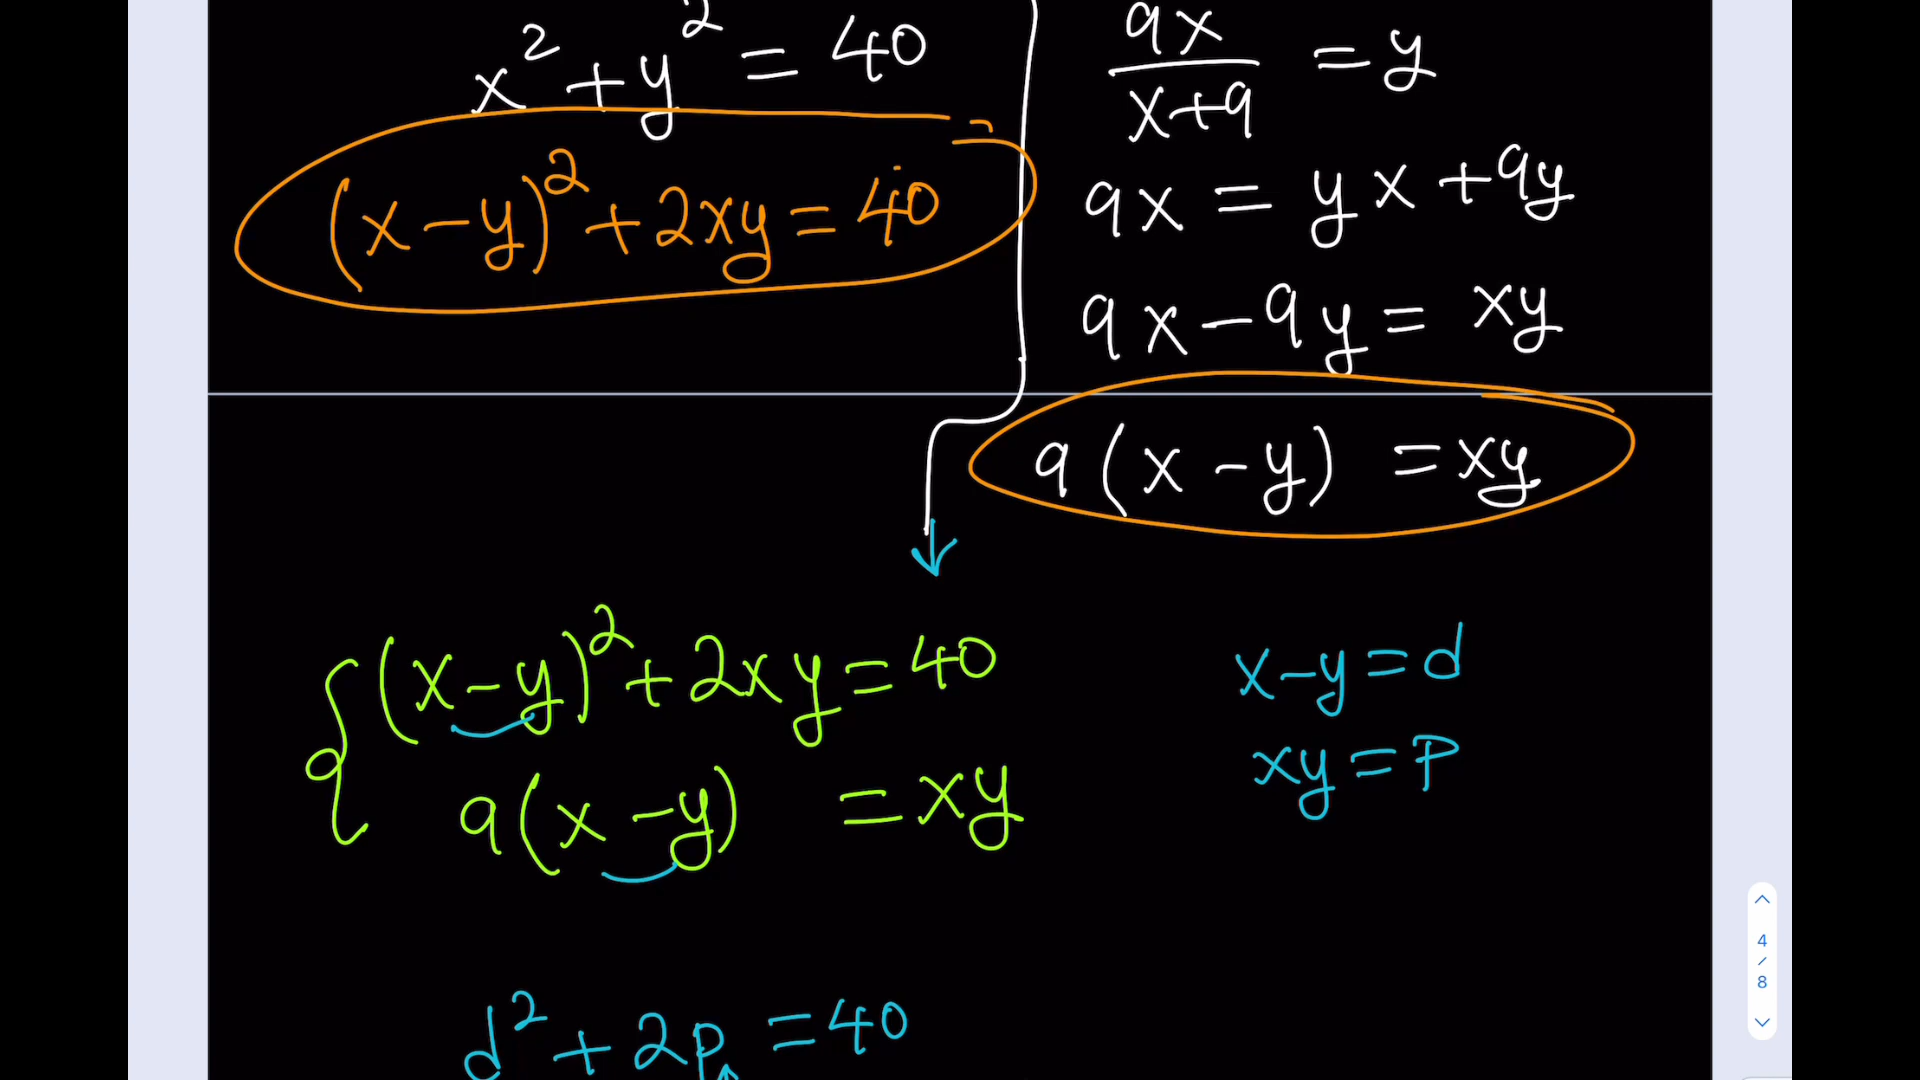 x² + y² = 40
(x - y)² + 2xy = 40
9x / x+9 = y
9x = yx + 9y
9x - 9y = xy
9(x - y) = xy
(x - y)² + 2xy = 40
9(x - y) = xy
x - y = d
xy = P
d² + 2p = 40
4
/
8